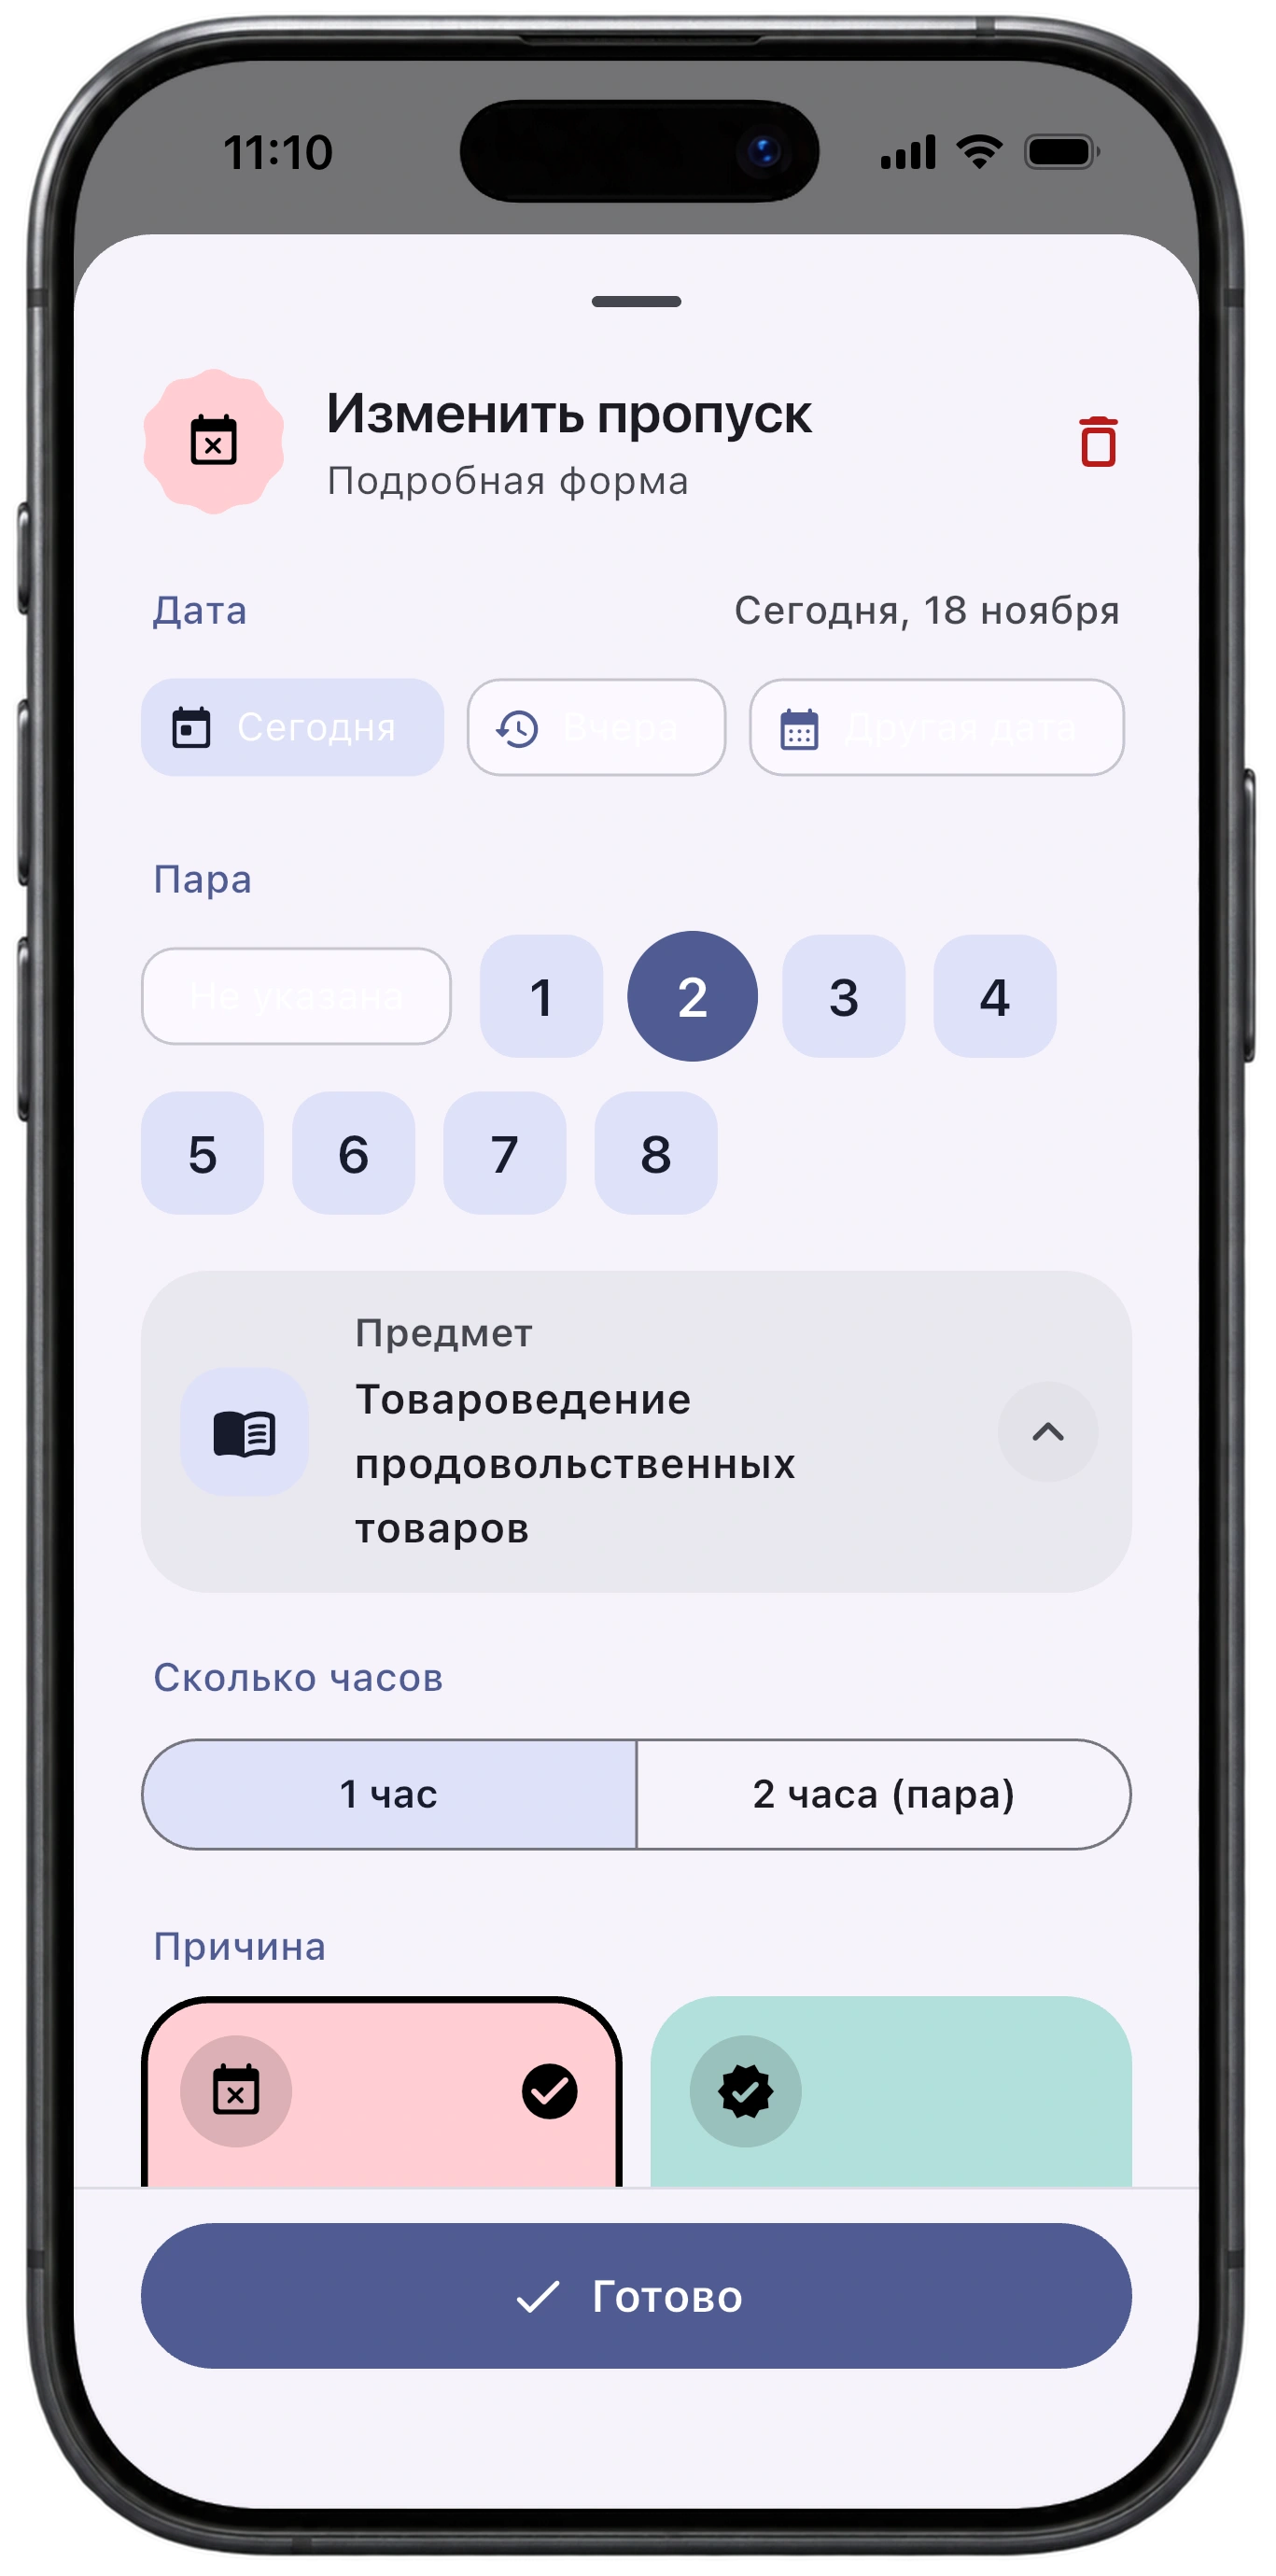 11:10
Изменить пропуск
Подробная форма
Дата
Сегодня, 18 ноября
Сегодня
Вчера
Другая дата
Пара
Не указана
1
2
3
4
5
6
7
8
Предмет
Товароведение
продовольственных
товаров
Сколько часов
1 час
2 часа (пара)
Причина
Готово